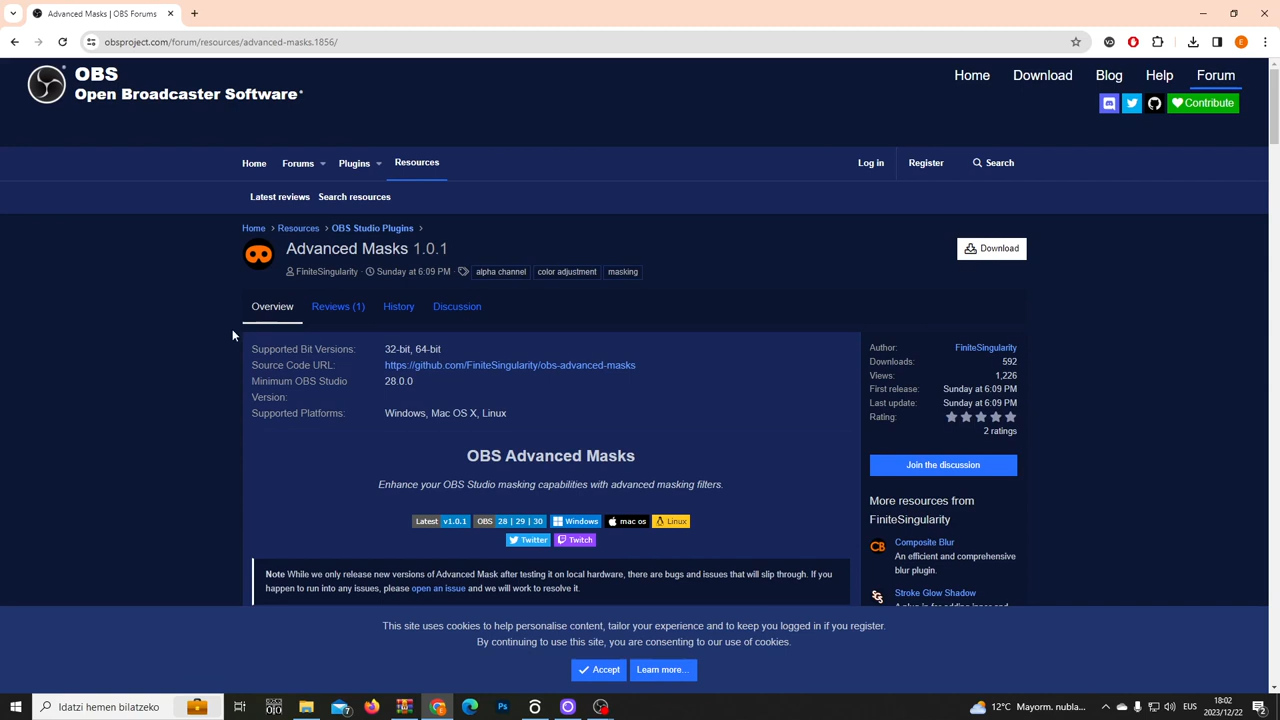 Advanced Masks | OBS Forums
obsproject.com/forum/resources/advanced-masks.1856/
E
OBS
Open Broadcaster Software
Home Download Blog Help Forum
Contribute
Home Forums Plugins Resources Log in Register Search
Latest reviews Search resources
Home Resources OBS Studio Plugins
Advanced Masks 1.0.1
Download
FiniteSingularity Sunday at 6:09 PM alpha channel color adjustment masking
Overview Reviews (1) History Discussion
Supported Bit Versions: 32-bit, 64-bit
Source Code URL: https://github.com/FiniteSingularity/obs-advanced-masks
Minimum OBS Studio Version: 28.0.0
Supported Platforms: Windows, Mac OS X, Linux
OBS Advanced Masks
Enhance your OBS Studio masking capabilities with advanced masking filters.
Latest v1.0.1 OBS 28 | 29 | 30 Windows mac os Linux
Twitter Twitch
Note While we only release new versions of Advanced Mask after testing it on local hardware, there are bugs and issues that will slip through. If you
happen to run into any issues, please open an issue and we will work to resolve it.
Author: FiniteSingularity
Downloads: 592
Views: 1,226
First release: Sunday at 6:09 PM
Last update: Sunday at 6:09 PM
Rating:
2 ratings
Join the discussion
More resources from
FiniteSingularity
CB Composite Blur
An efficient and comprehensive
blur plugin.
Stroke Glow Shadow
This site uses cookies to help personalise content, tailor your experience and to keep you logged in if you register.
By continuing to use this site, you are consenting to our use of cookies.
Accept Learn more…
Idatzi hemen bilatzeko
7
Ps
12°C Mayorm. nubla...
EUS
18:02
2023/12/22
2